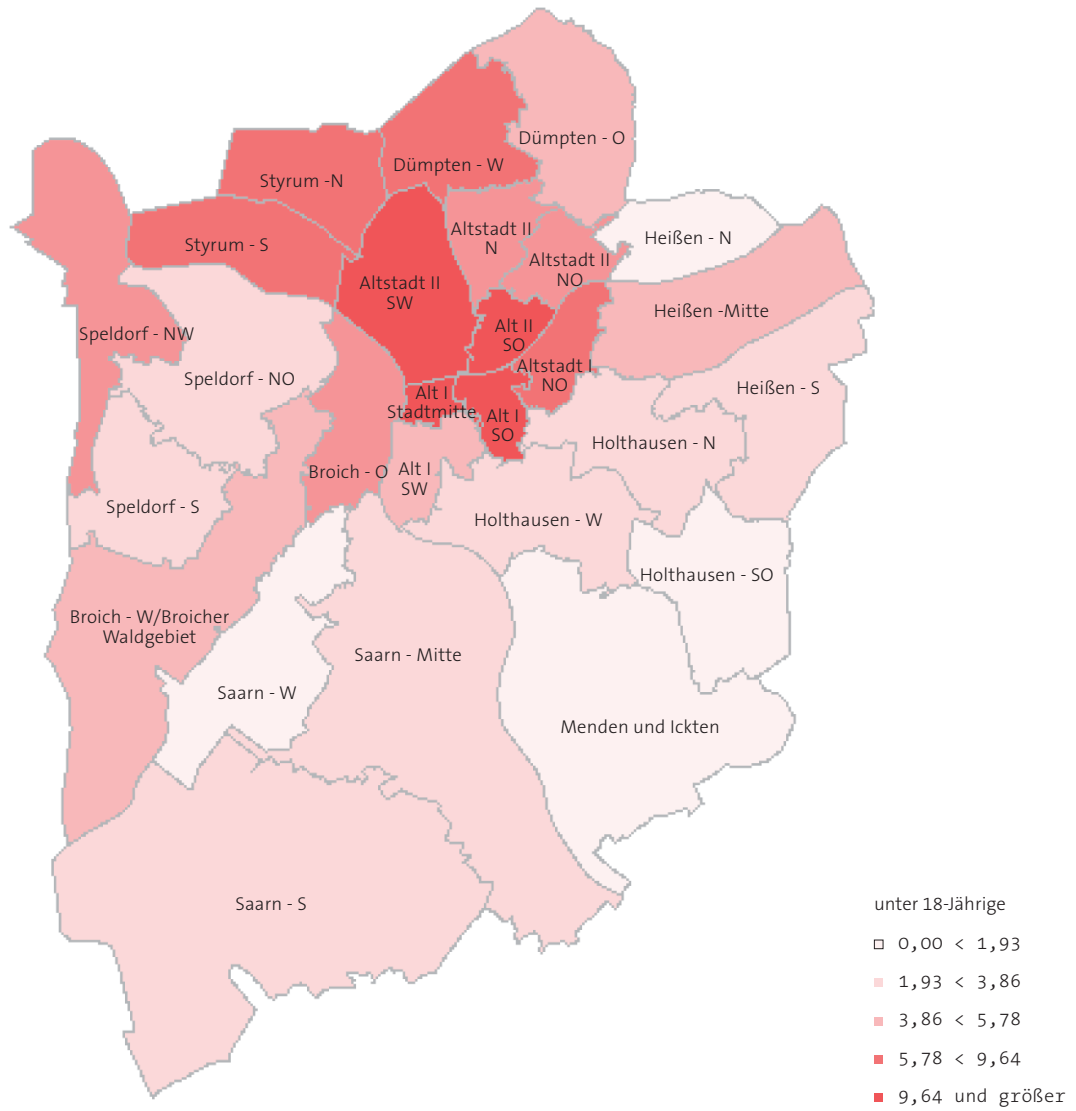 Dümpten - O
Dümpten - W
Styrum -N
Altstadt II
N
Heißen - N
Styrum - S
Altstadt II
NO
Altstadt II
SW
Heißen -Mitte
Speldorf - NW
Alt II
SO
Altstadt I
NO
Speldorf - NO
Heißen - S
Alt I
Stadtmitte
Alt I
SO
Holthausen - N
Broich - O
Alt I
SW
Speldorf - S
Holthausen - W
Holthausen - SO
Broich - W/Broicher
Waldgebiet
Saarn - Mitte
Saarn - W
Menden und Ickten
Saarn - S
unter 18-Jährige
0,00 < 1,93
1,93 < 3,86
3,86 < 5,78
5,78 < 9,64
9,64 und größer